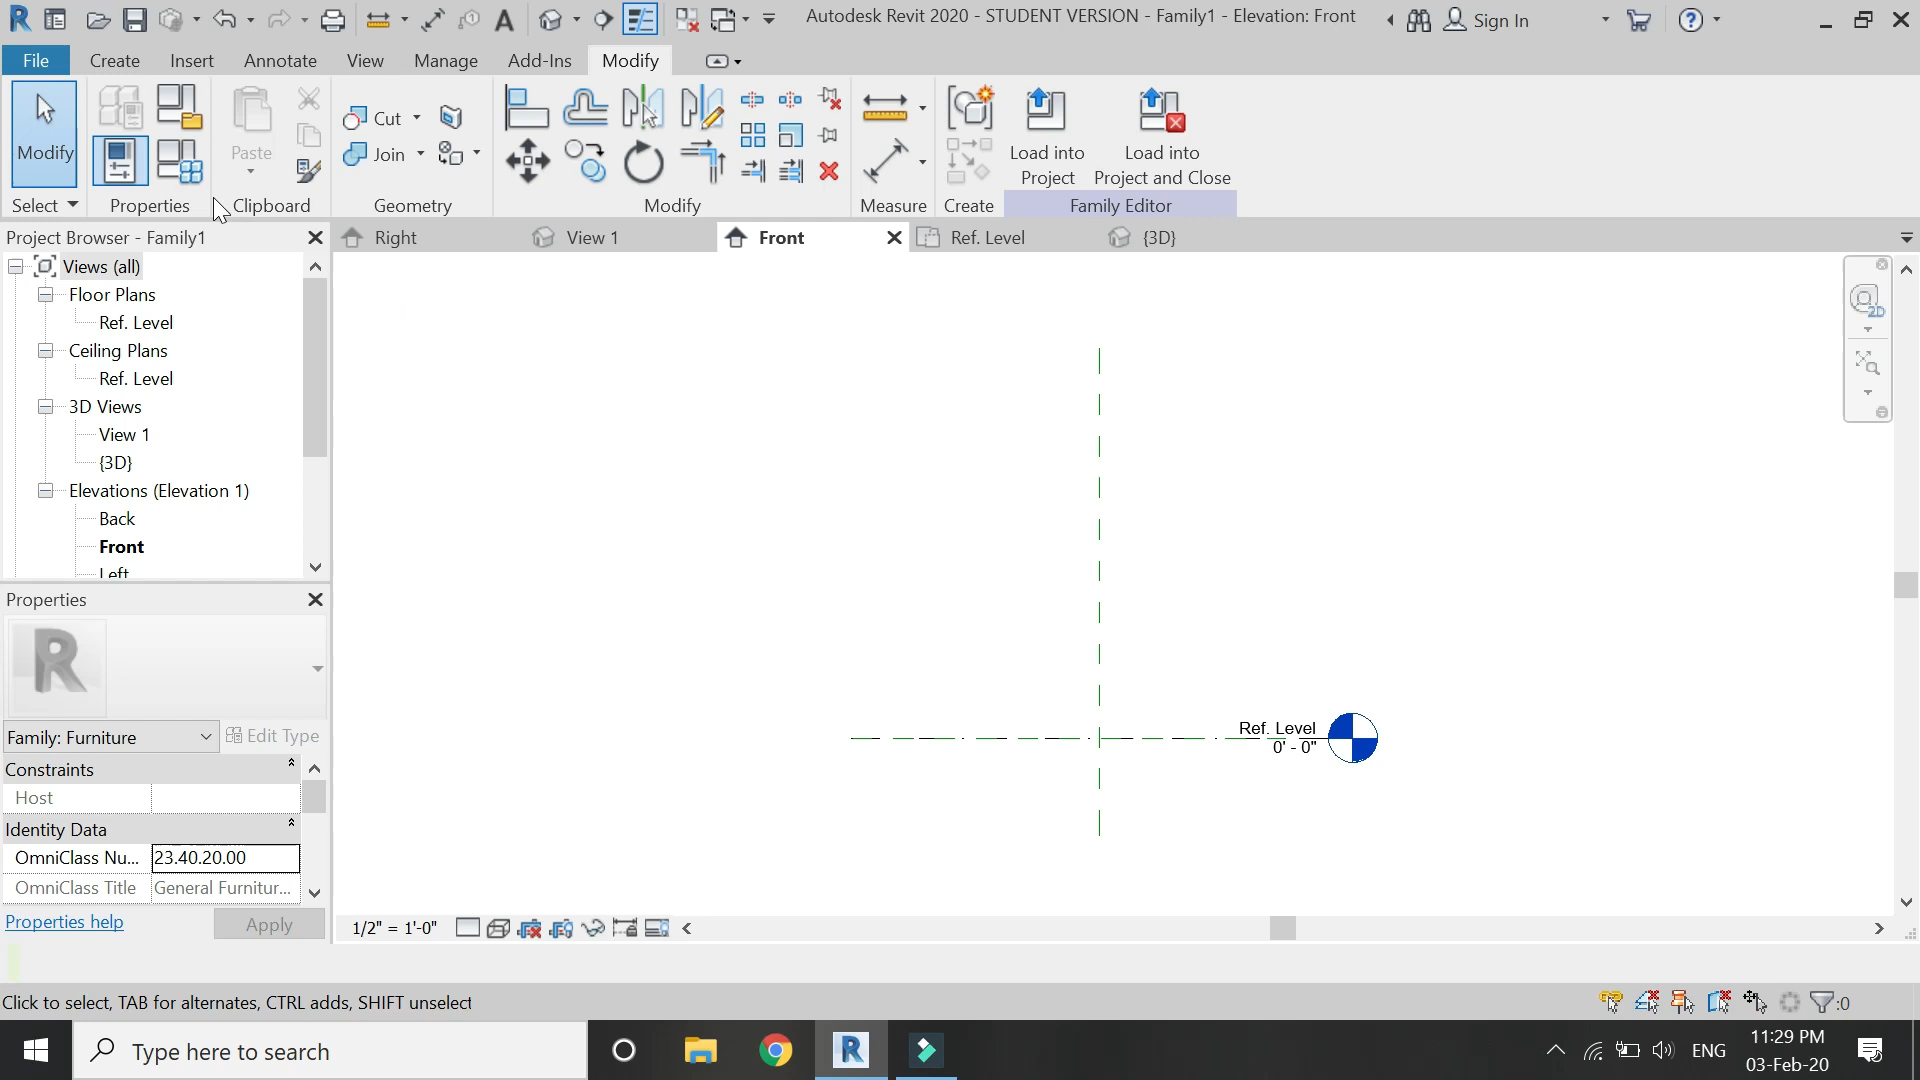 Autodesk Revit 2020 - STUDENT VERSION - Family1 - Elevation: Front
Sign In
File
Create
Insert
Annotate
View
Manage
Add-Ins
Modify
Modify
Select
Properties
Paste
Clipboard
Cut
Join
Geometry
Modify
Measure
Create
Load into
Project
Load into
Project and Close
Family Editor
Project Browser - Family1
Right
View 1
Front
Ref. Level
{3D}
Views (all)
Floor Plans
Ref. Level
Ceiling Plans
Ref. Level
3D Views
View 1
{3D}
Elevations (Elevation 1)
Back
Front
Left
2D
Ref. Level
0' - 0"
Properties
R
Family: Furniture
Edit Type
Constraints
Host
Identity Data
OmniClass Nu...
23.40.20.00
OmniClass Title
General Furnitur...
Properties help
Apply
1/2" = 1'-0"
Click to select, TAB for alternates, CTRL adds, SHIFT unselect
:0
Type here to search
ENG
11:29 PM
03-Feb-20